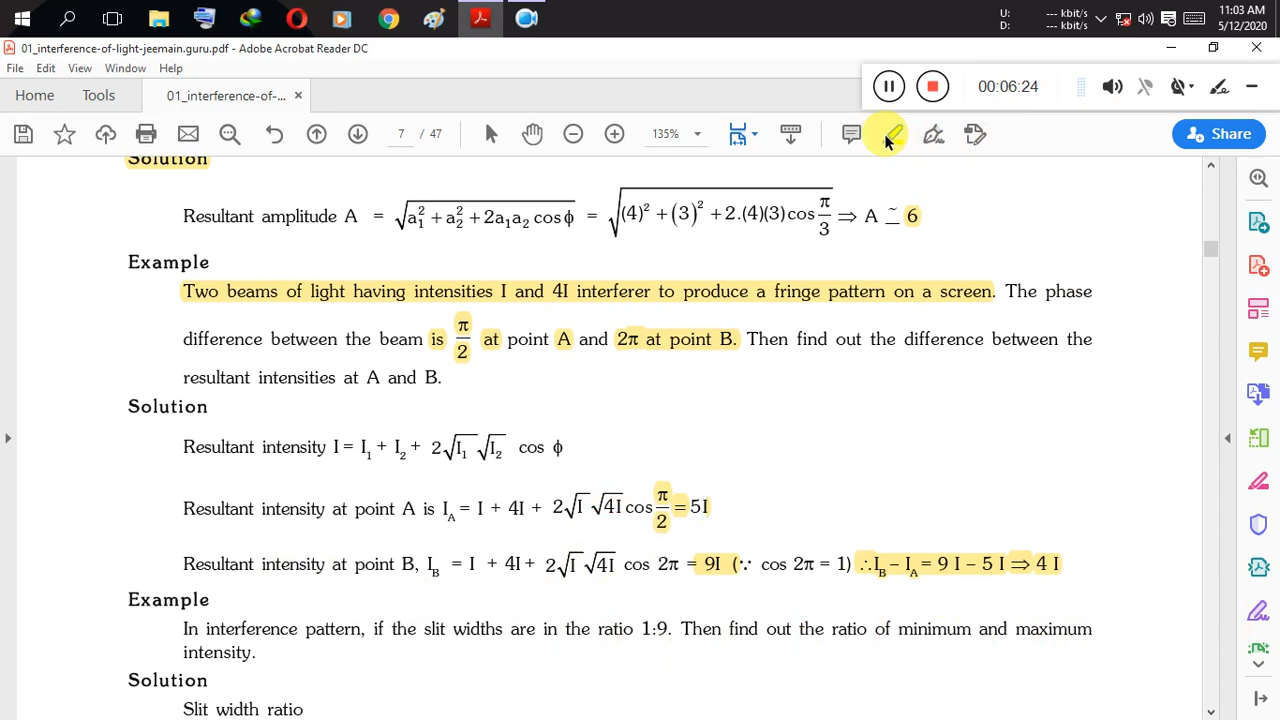 U: --- kbit/s
D: --- kbit/s
11:03 AM
5/12/2020
01_interference-of-light-jeemain.guru.pdf - Adobe Acrobat Reader DC
File Edit View Window Help
Home Tools 01_interference-of-... ×
00:06:24
7 / 47
135%
Share
Solution
Resultant amplitude A = √(a₁² + a₂² + 2a₁a₂ cos ϕ) = √((4)² + (3)² + 2.(4)(3)cos π/3) ⇒ A ≃ 6
Example
Two beams of light having intensities I and 4I interferer to produce a fringe pattern on a screen. The phase
difference between the beam is π/2 at point A and 2π at point B. Then find out the difference between the
resultant intensities at A and B.
Solution
Resultant intensity I = I₁ + I₂ + 2√I₁ √I₂ cos ϕ
Resultant intensity at point A is I_A = I + 4I + 2√I √4I cos π/2 = 5I
Resultant intensity at point B, I_B = I + 4I + 2√I √4I cos 2π = 9I (∵ cos 2π = 1) ∴ I_B – I_A = 9 I – 5 I ⇒ 4 I
Example
In interference pattern, if the slit widths are in the ratio 1:9. Then find out the ratio of minimum and maximum
intensity.
Solution
Slit width ratio